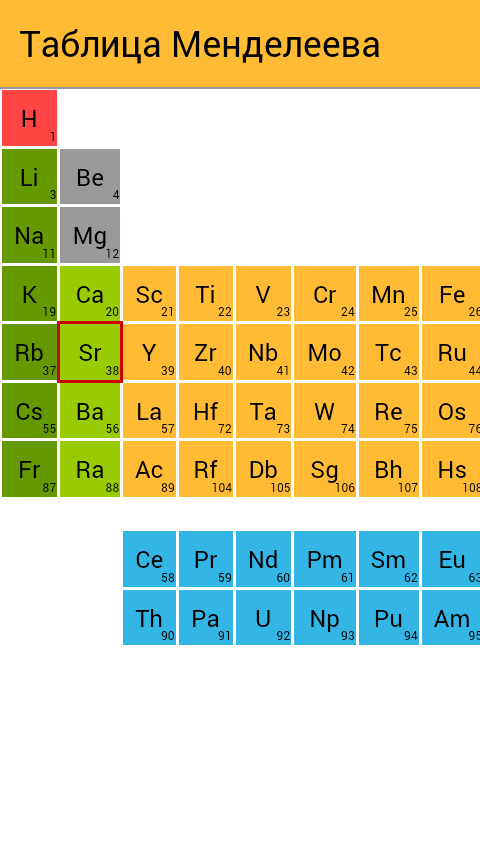 Таблица Менделеева
H 1
Li 3 Be 4
Na 11 Mg 12
K 19 Ca 20 Sc 21 Ti 22 V 23 Cr 24 Mn 25 Fe 26
Rb 37 Sr 38 Y 39 Zr 40 Nb 41 Mo 42 Tc 43 Ru 44
Cs 55 Ba 56 La 57 Hf 72 Ta 73 W 74 Re 75 Os 76
Fr 87 Ra 88 Ac 89 Rf 104 Db 105 Sg 106 Bh 107 Hs 108
Ce 58 Pr 59 Nd 60 Pm 61 Sm 62 Eu 63
Th 90 Pa 91 U 92 Np 93 Pu 94 Am 95